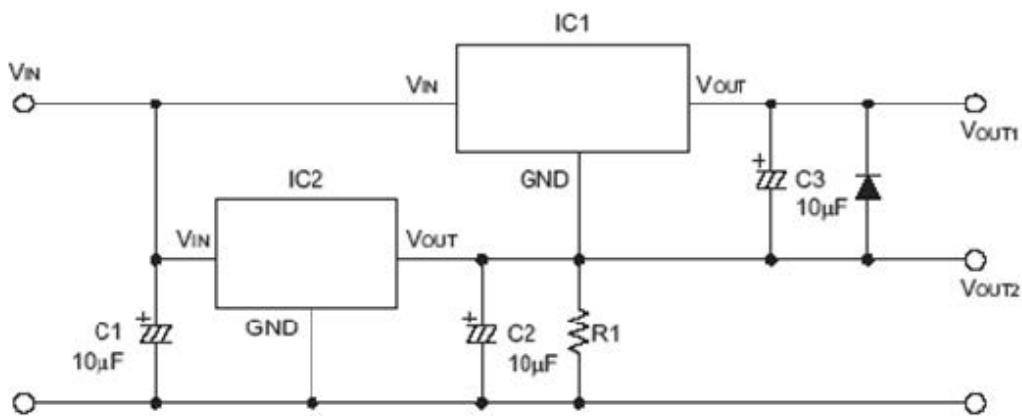 IC1
VIN
VIN
VOUT
VOUT1
GND
C3
10µF
IC2
VIN
VOUT
VOUT2
GND
C1
10µF
C2
10µF
R1